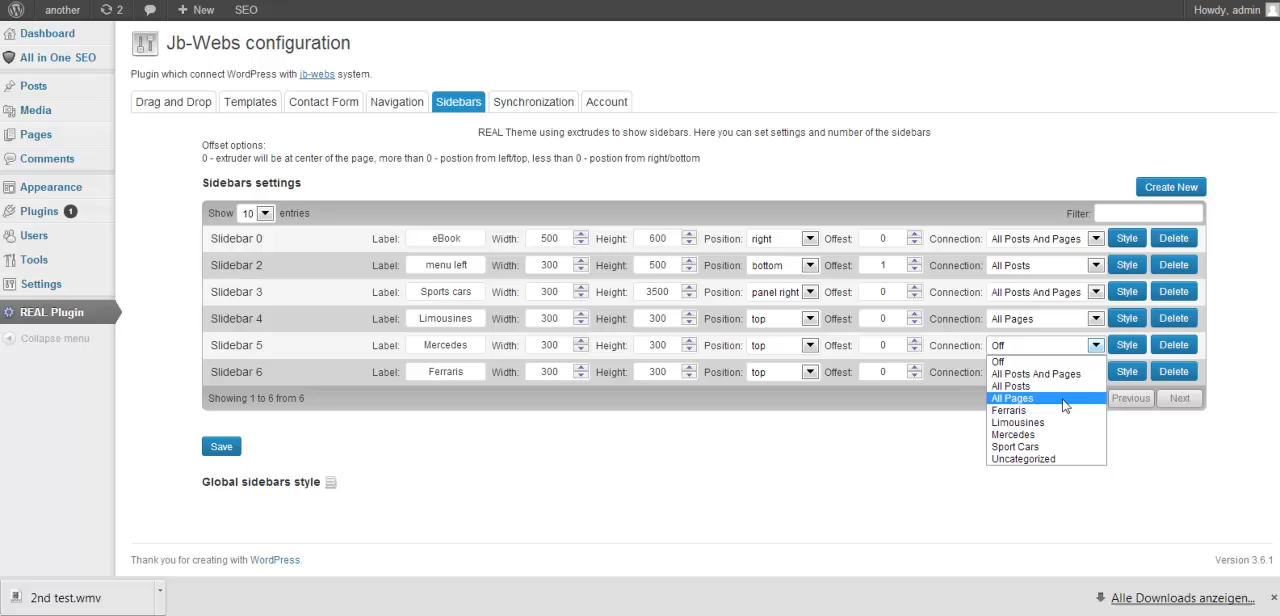 another 2 New SEO Howdy, admin
Dashboard
All in One SEO
Posts
Media
Pages
Comments
Appearance
Plugins 1
Users
Tools
Settings
REAL Plugin
Collapse menu
Jb-Webs configuration
Plugin which connect WordPress with jb-webs system.
Drag and Drop Templates Contact Form Navigation Sidebars Synchronization Account
REAL Theme using exctrudes to show sidebars. Here you can set settings and number of the sidebars
Offset options:
0 - extruder will be at center of the page, more than 0 - postion from left/top, less than 0 - postion from right/bottom
Sidebars settings Create New
Show 10 entries Filter:
Slidebar 0 Label: eBook Width: 500 Height: 600 Position: right Offest: 0 Connection: All Posts And Pages Style Delete
Slidebar 2 Label: menu left Width: 300 Height: 500 Position: bottom Offest: 1 Connection: All Posts Style Delete
Slidebar 3 Label: Sports cars Width: 300 Height: 3500 Position: panel right Offest: 0 Connection: All Posts And Pages Style Delete
Slidebar 4 Label: Limousines Width: 300 Height: 300 Position: top Offest: 0 Connection: All Pages Style Delete
Slidebar 5 Label: Mercedes Width: 300 Height: 300 Position: top Offest: 0 Connection: Off Style Delete
Slidebar 6 Label: Ferraris Width: 300 Height: 300 Position: top Offest: 0 Connection: Style Delete
Off
All Posts And Pages
All Posts
All Pages
Ferraris
Limousines
Mercedes
Sport Cars
Uncategorized
Showing 1 to 6 from 6 Previous Next
Save
Global sidebars style
Thank you for creating with WordPress. Version 3.6.1
2nd test.wmv Alle Downloads anzeigen...